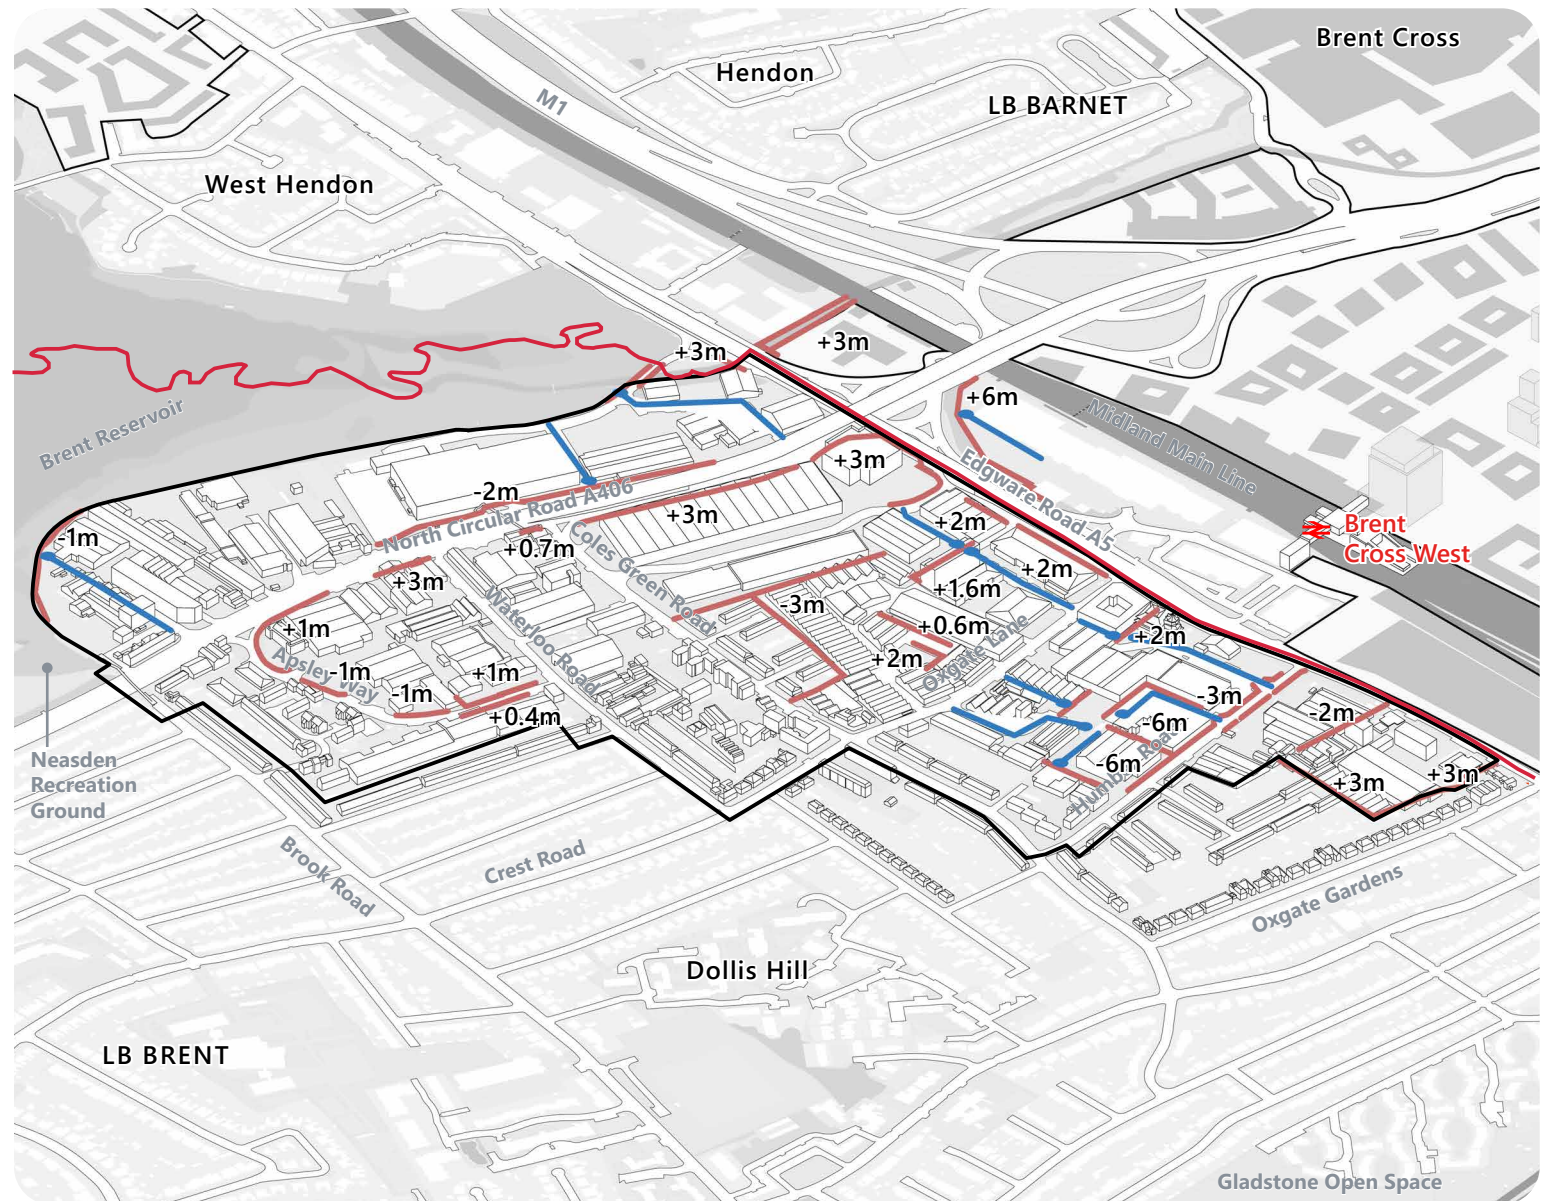 Brent Cross
Hendon
M1
LB BARNET
West Hendon
+3m
+3m
+6m
Brent Reservoir
Midland Main Line
+3m
Edgware Road A5
-2m
North Circular Road A406
+3m
+2m
Brent
Cross West
-1m
+0.7m
Coles Green Road
+2m
+3m
+1.6m
Waterloo Road
-3m
+1m
+0.6m
+2m
Oxgate Lane
+2m
Apsley Way
-1m
-1m
+1m
+0.4m
-3m
-6m
-2m
-6m
Humber Road
+3m
+3m
Neasden
Recreation
Ground
Brook Road
Crest Road
Oxgate Gardens
Dollis Hill
LB BRENT
Gladstone Open Space